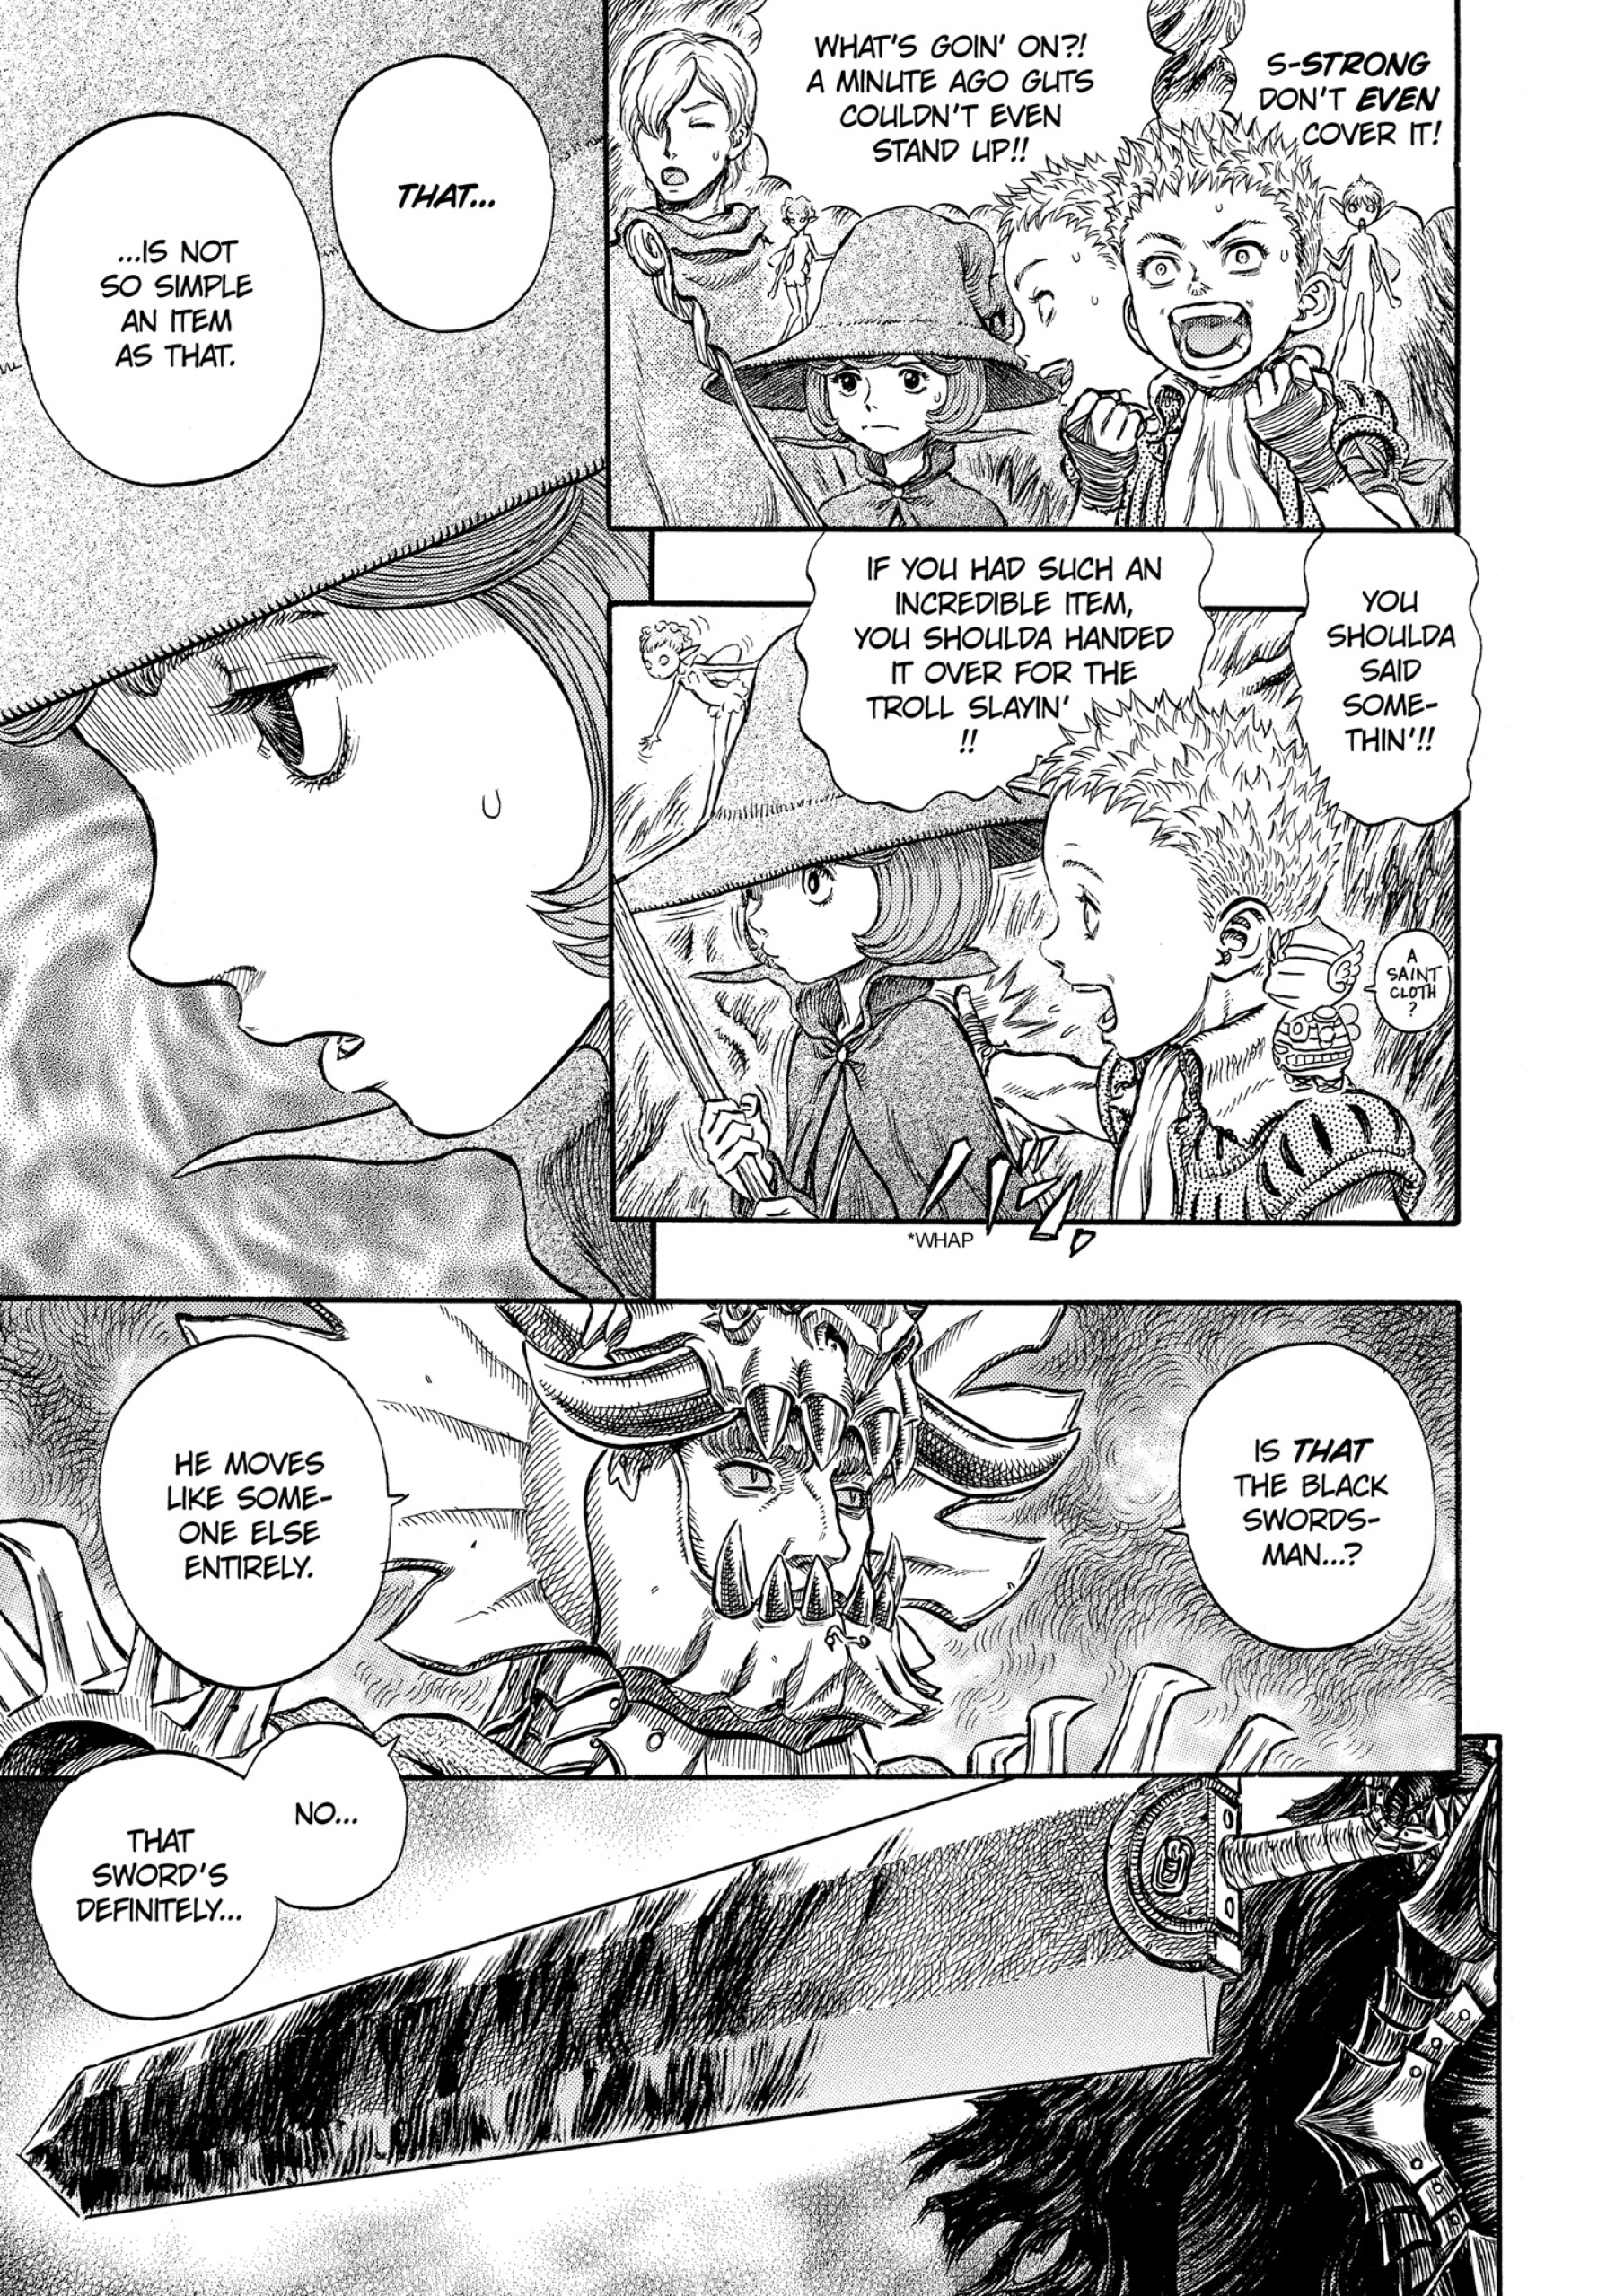 S-STRONG
DON'T EVEN
COVER IT!
WHAT'S GOIN' ON?!
A MINUTE AGO GUTS
COULDN'T EVEN
STAND UP!!
YOU
SHOULDA
SAID
SOME-
THIN'!!
IF YOU HAD SUCH AN
INCREDIBLE ITEM,
YOU SHOULDA HANDED
IT OVER FOR THE
TROLL SLAYIN'
!!
A
SAINT
CLOTH
?
バシッ
*WHAP
THAT...
...IS NOT
SO SIMPLE
AN ITEM
AS THAT.
IS THAT
THE BLACK
SWORDS-
MAN...?
HE MOVES
LIKE SOME-
ONE ELSE
ENTIRELY.
NO...
THAT
SWORD'S
DEFINITELY...